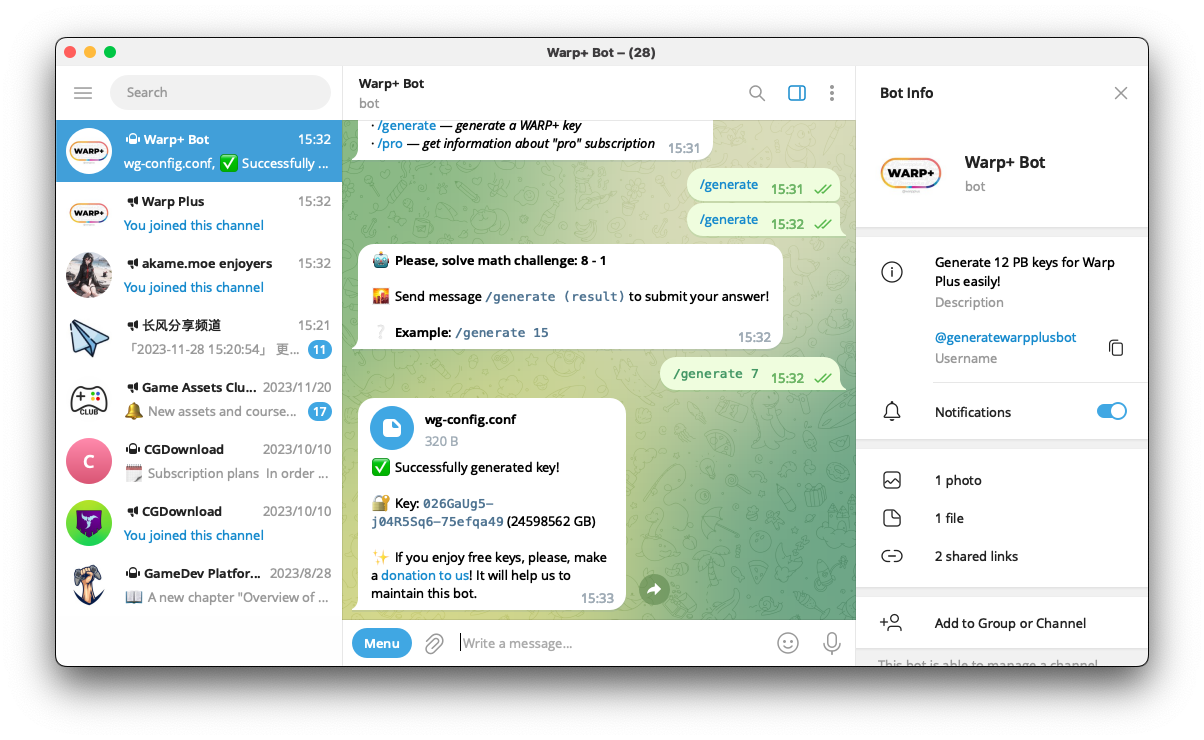 Warp+ Bot – (28)
Search
Warp+ Bot 15:32
wg-config.conf, ✅ Successfully ...
Warp Plus 15:32
You joined this channel
akame.moe enjoyers 15:32
You joined this channel
长风分享频道 15:21
「2023-11-28 15:20:54」 更... 11
Game Assets Clu... 2023/11/20
🔔 New assets and course... 17
CGDownload 2023/10/10
🗒️ Subscription plans In order ...
CGDownload 2023/10/10
You joined this channel
GameDev Platfor... 2023/8/28
📖 A new chapter "Overview of ...
WARP+
WARP+
CLUB
C
Warp+ Bot
bot
· /generate — generate a WARP+ key
· /pro — get information about "pro" subscription 15:31
/generate 15:31
/generate 15:32
🤖 Please, solve math challenge: 8 - 1
🌇 Send message /generate (result) to submit your answer!
❔ Example: /generate 15
15:32
/generate 7 15:32
wg-config.conf
320 B
✅ Successfully generated key!
🔐 Key: 026GaUg5-
j04R5Sq6-75efqa49 (24598562 GB)
✨ If you enjoy free keys, please, make
a donation to us! It will help us to
maintain this bot. 15:33
Menu
Write a message...
Bot Info
WARP+
Warp+ Bot
bot
Generate 12 PB keys for Warp
Plus easily!
Description
@generatewarpplusbot
Username
Notifications
1 photo
1 file
2 shared links
Add to Group or Channel
This bot is able to manage a channel